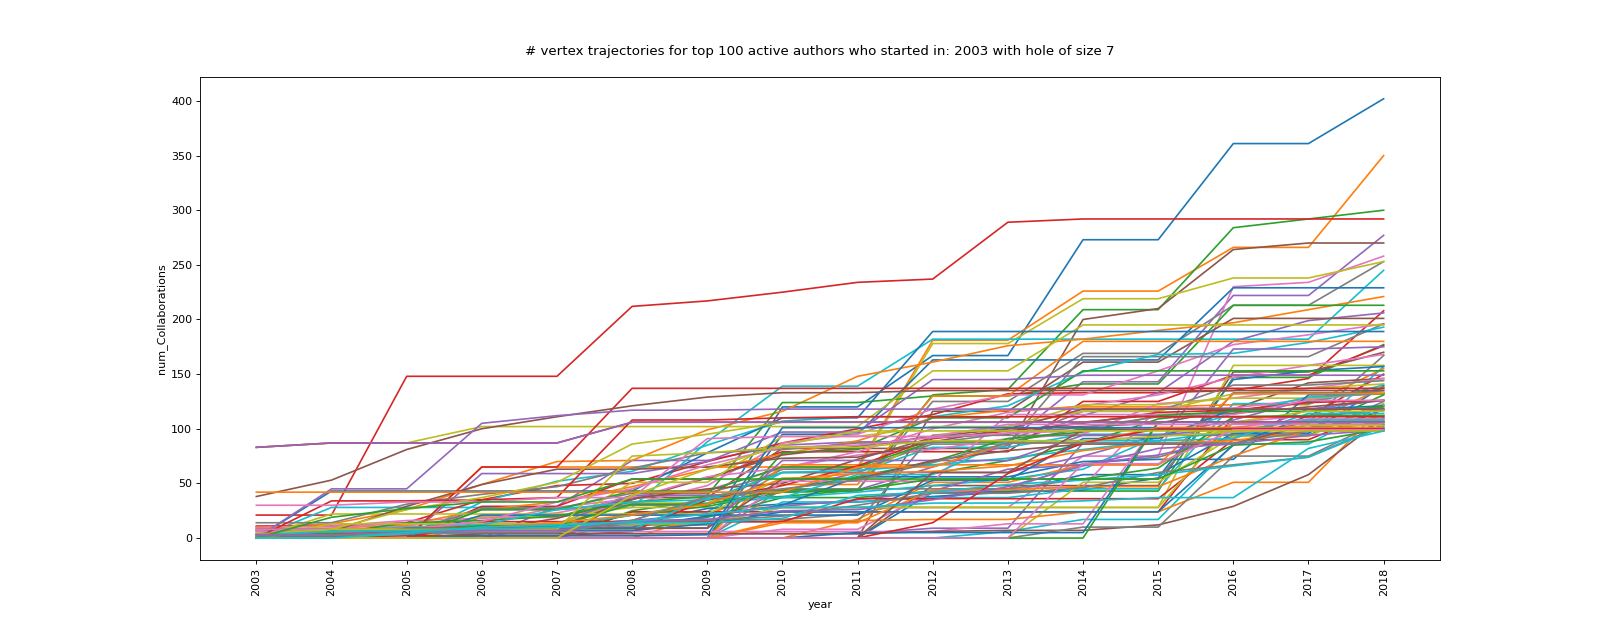 # vertex trajectories for top 100 active authors who started in: 2003 with hole of size 7
num_Collaborations
400
350
300
250
200
150
100
50
0
2003 2004 2005 2006 2007 2008 2009 2010 2011 2012 2013 2014 2015 2016 2017 2018
year